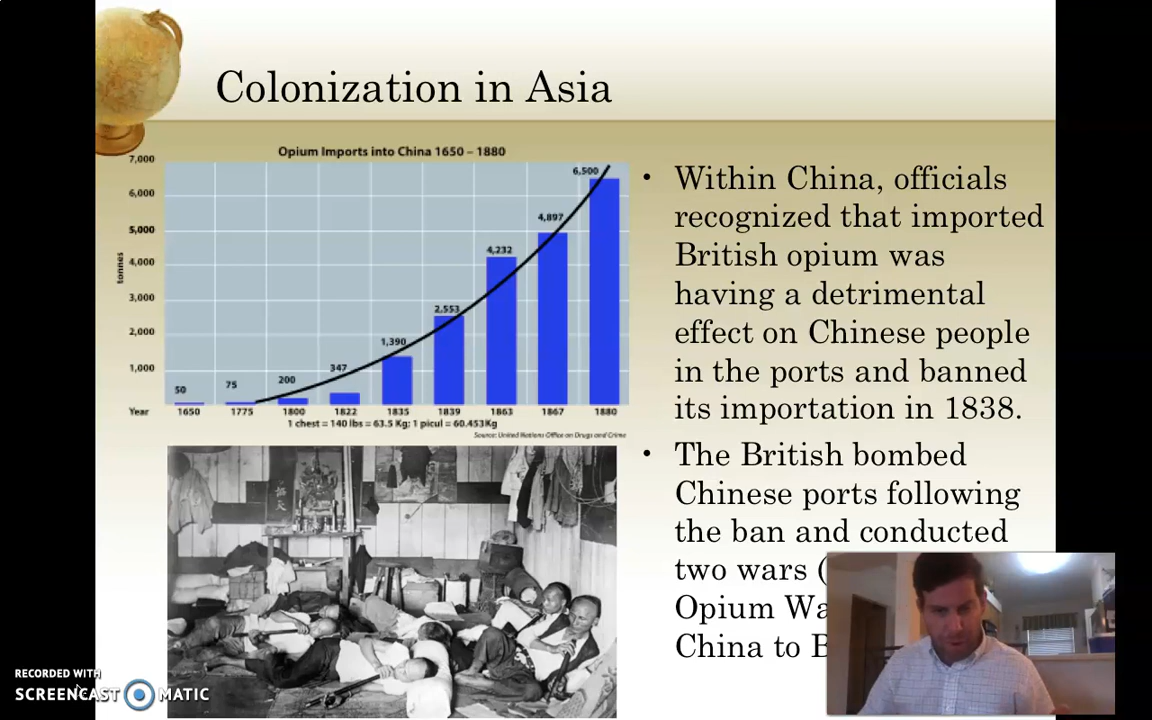 Colonization in Asia
Opium Imports into China 1650 – 1880
7,000
6,000
5,000
4,000
3,000
2,000
1,000
tonnes
50
75
200
347
1,390
2,553
4,232
4,897
6,500
Year 1650 1775 1800 1822 1835 1839 1863 1867 1880
1 chest = 140 lbs = 63.5 Kg; 1 picul = 60.453Kg
Source: United Nations Office on Drugs and Crime
• Within China, officials
recognized that imported
British opium was
having a detrimental
effect on Chinese people
in the ports and banned
its importation in 1838.
• The British bombed
Chinese ports following
the ban and conducted
two wars (
Opium Wa
China to B
RECORDED WITH
SCREENCAST MATIC